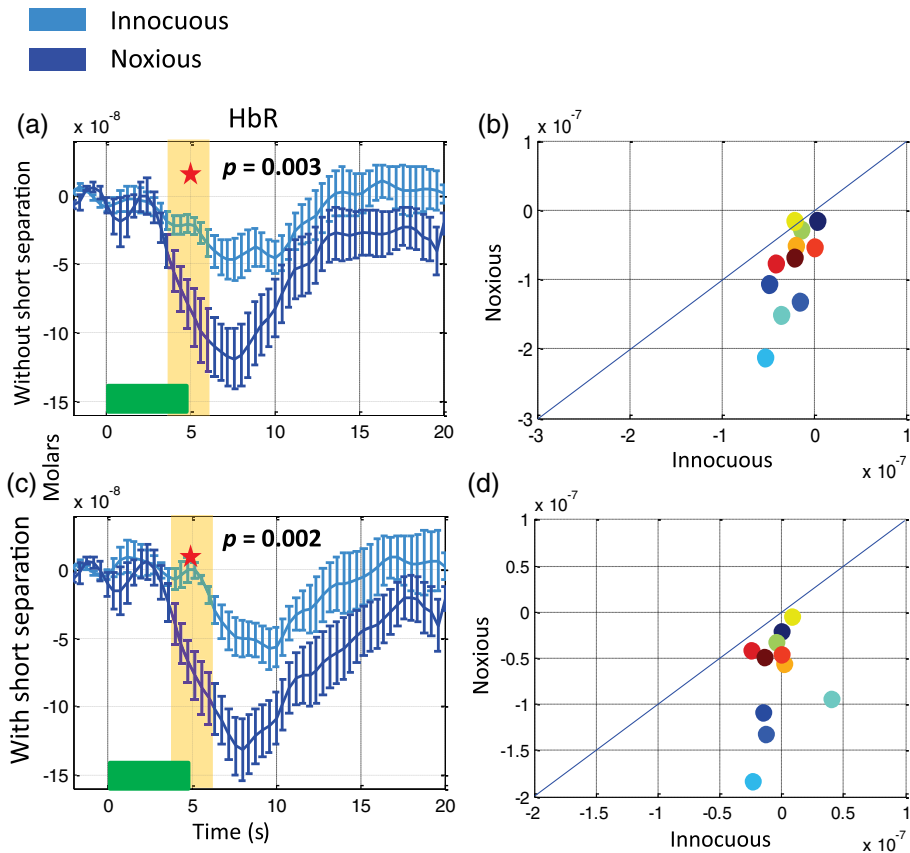 Innocuous
Noxious
(a)
x 10^-8
HbR
Without short separation
0
-5
-10
-15
p = 0.003
0
5
10
15
20
(b)
x 10^-7
Noxious
1
0
-1
-2
-3
-3
-2
-1
0
1
Innocuous
x 10^-7
Molars
(c)
x 10^-8
With short separation
0
-5
-10
-15
p = 0.002
0
5
10
15
20
Time (s)
(d)
x 10^-7
Noxious
1
0.5
0
-0.5
-1
-1.5
-2
-2
-1.5
-1
-0.5
0
0.5
1
Innocuous
x 10^-7